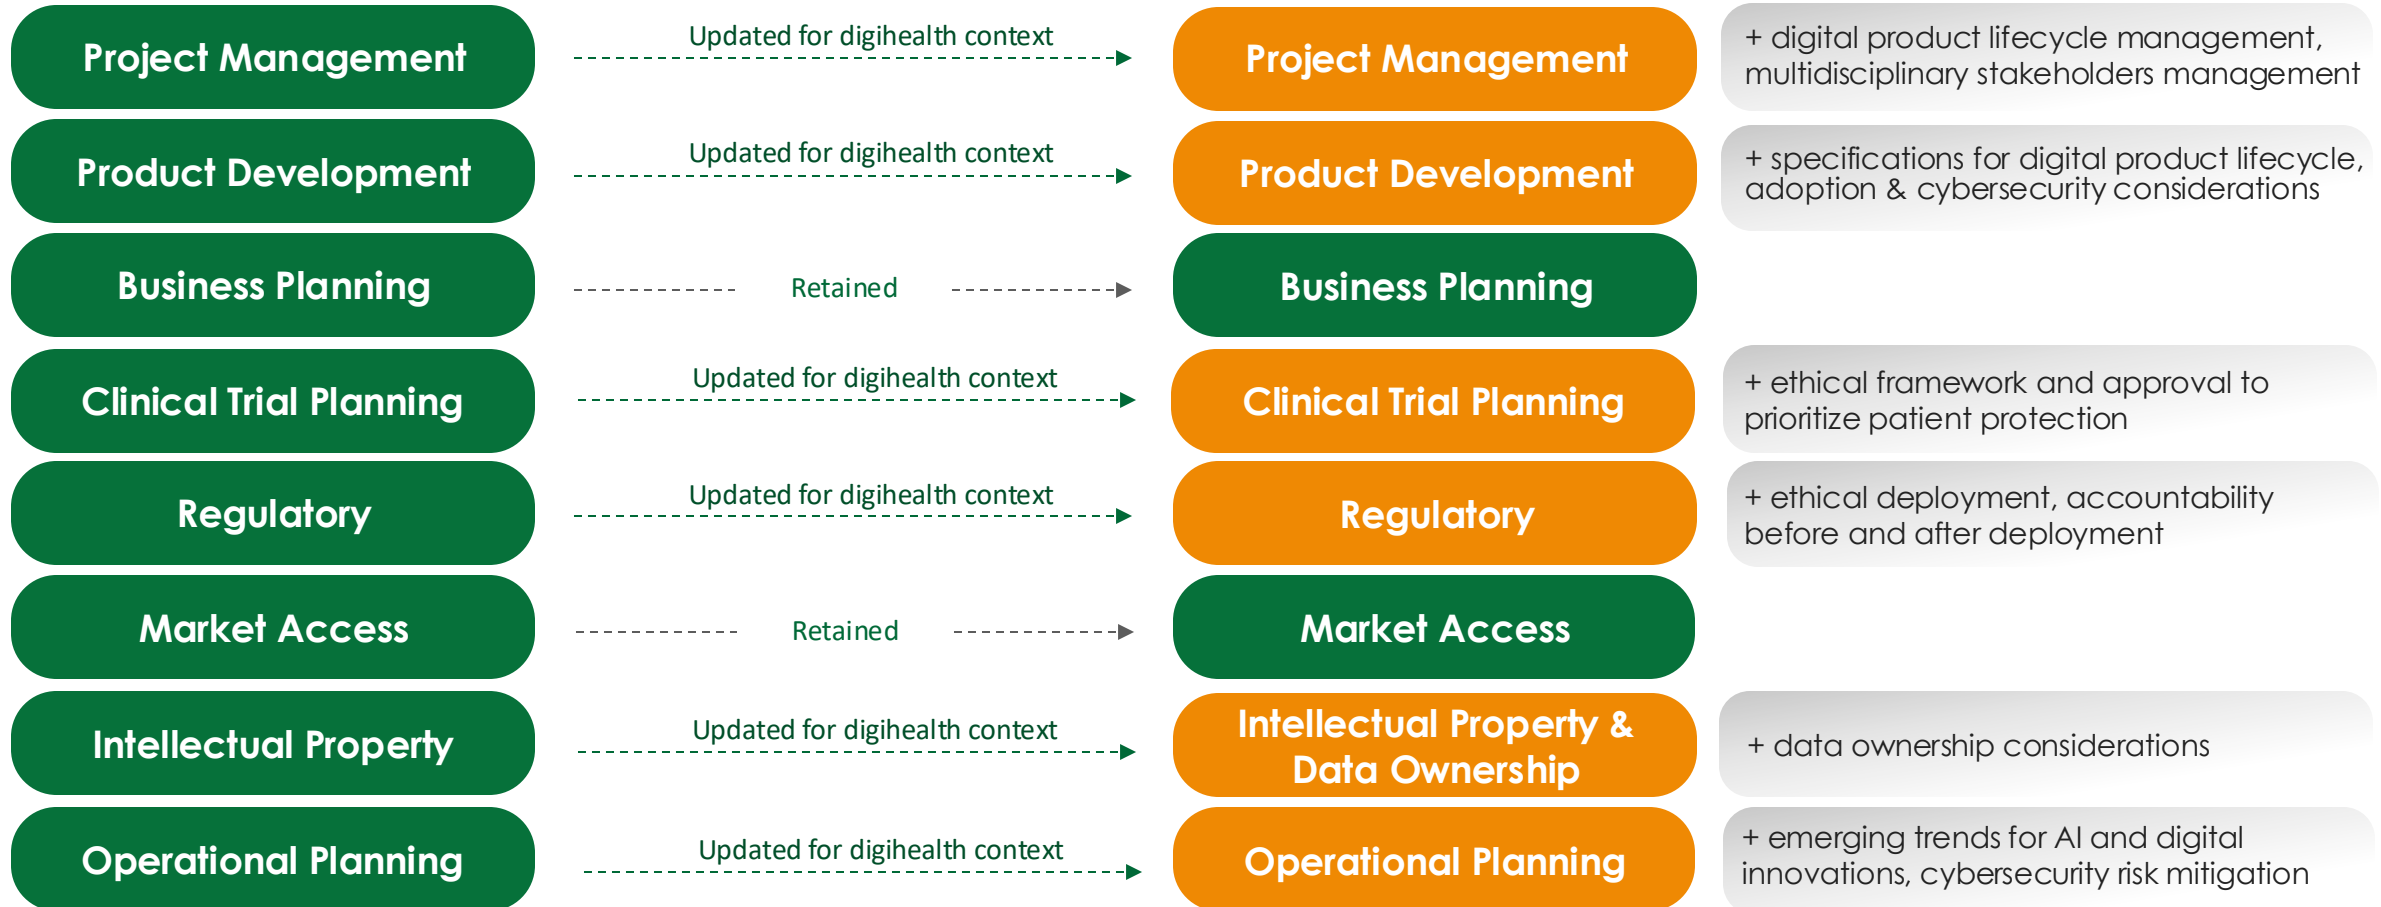 Project Management
Updated for digihealth context
Project Management
+ digital product lifecycle management,
multidisciplinary stakeholders management
Product Development
Updated for digihealth context
Product Development
+ specifications for digital product lifecycle,
adoption & cybersecurity considerations
Business Planning
Retained
Business Planning
Clinical Trial Planning
Updated for digihealth context
Clinical Trial Planning
+ ethical framework and approval to
prioritize patient protection
Regulatory
Updated for digihealth context
Regulatory
+ ethical deployment, accountability
before and after deployment
Market Access
Retained
Market Access
Intellectual Property
Updated for digihealth context
Intellectual Property &
Data Ownership
+ data ownership considerations
Operational Planning
Updated for digihealth context
Operational Planning
+ emerging trends for AI and digital
innovations, cybersecurity risk mitigation